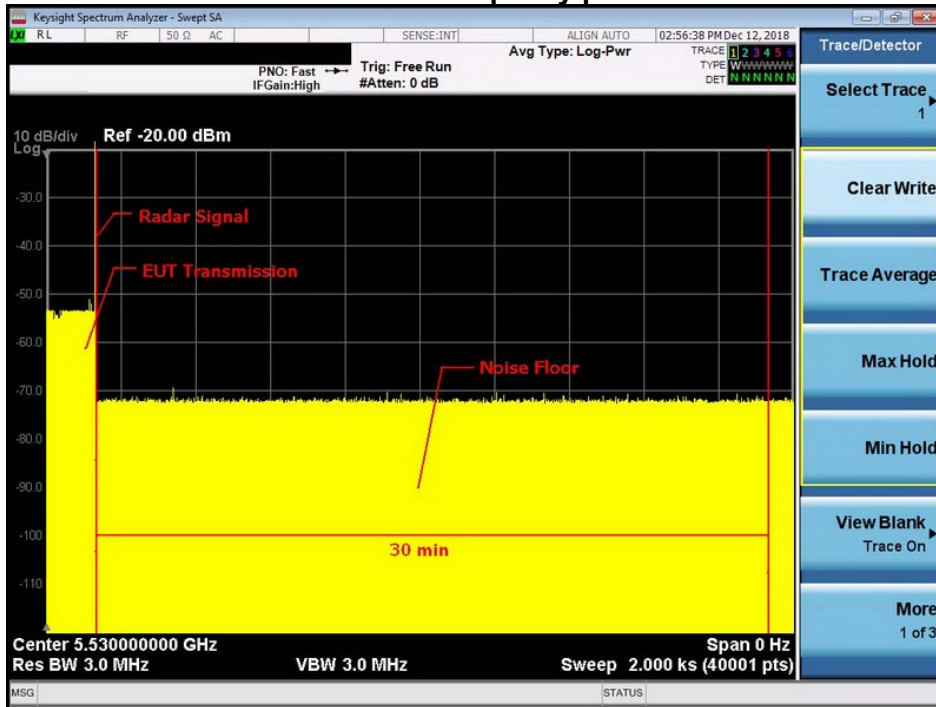 Keysight Spectrum Analyzer - Swept SA
LXI RL RF 50 Ω AC SENSE:INT ALIGN AUTO 02:56:38 PM Dec 12, 2018
PNO: Fast
IFGain:High
Trig: Free Run
#Atten: 0 dB
Avg Type: Log-Pwr
TRACE 1 2 3 4 5 6
TYPE WWWWWW
DET N N N N N N
10 dB/div Ref -20.00 dBm
Log
-30.0
-40.0
-50.0
-60.0
-70.0
-80.0
-90.0
-100
-110
Radar Signal
EUT Transmission
Noise Floor
30 min
Center 5.530000000 GHz Span 0 Hz
Res BW 3.0 MHz VBW 3.0 MHz Sweep 2.000 ks (40001 pts)
MSG STATUS
Trace/Detector
Select Trace
1
Clear Write
Trace Average
Max Hold
Min Hold
View Blank
Trace On
More
1 of 3